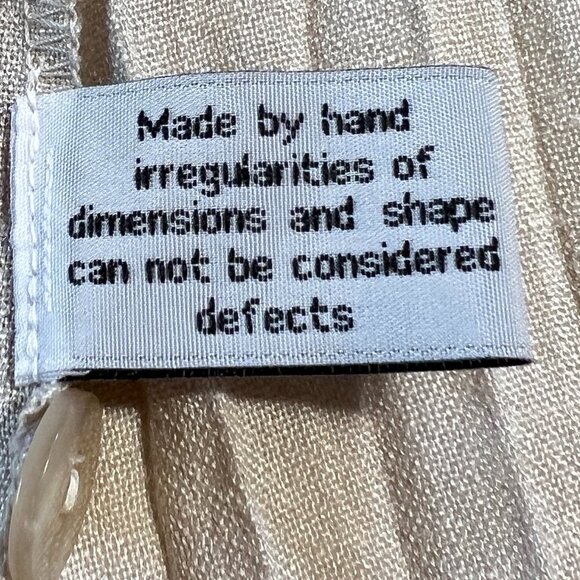 Made by hand
irregularities of
dimensions and shape
can not be considered
defects